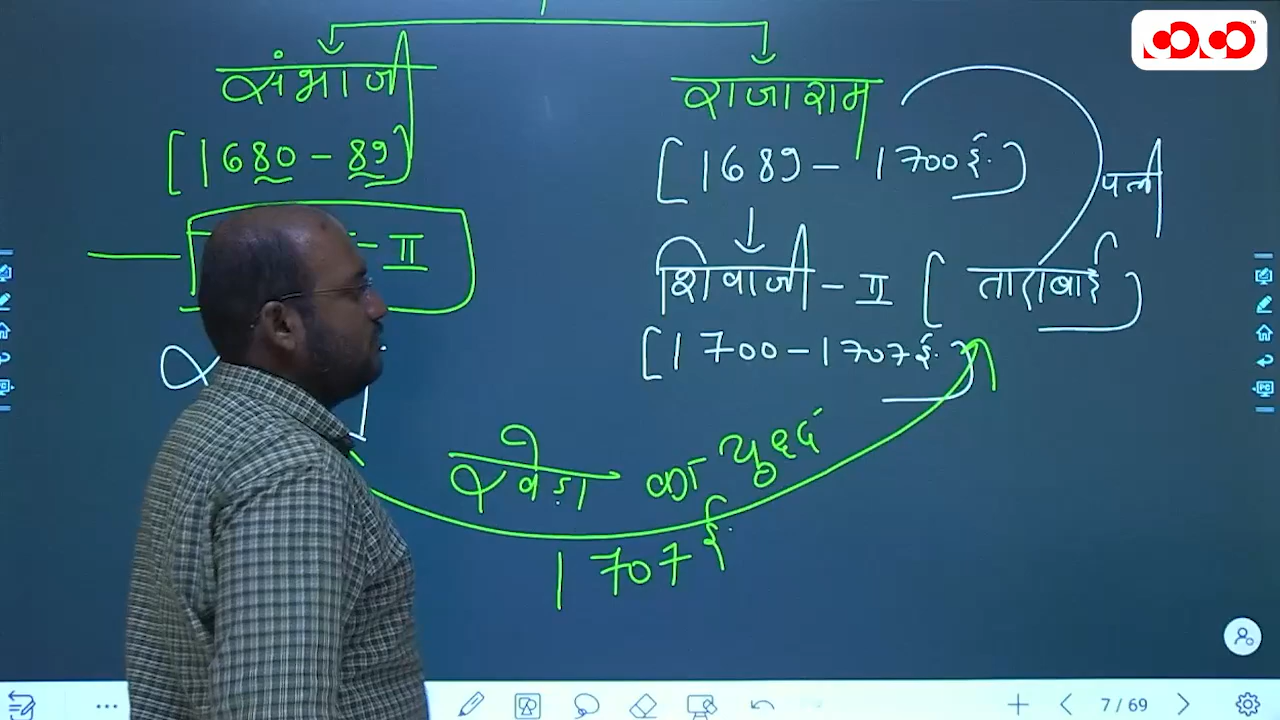 संभाजी
[1680 - 89]
- II
राजाराम
[1689 - 1700 ई.]
पत्नी
शिवाजी - II [ताराबाई]
[1700 - 1707 ई.]
खेड़ा का युद्ध
1707 ई.
7 / 69